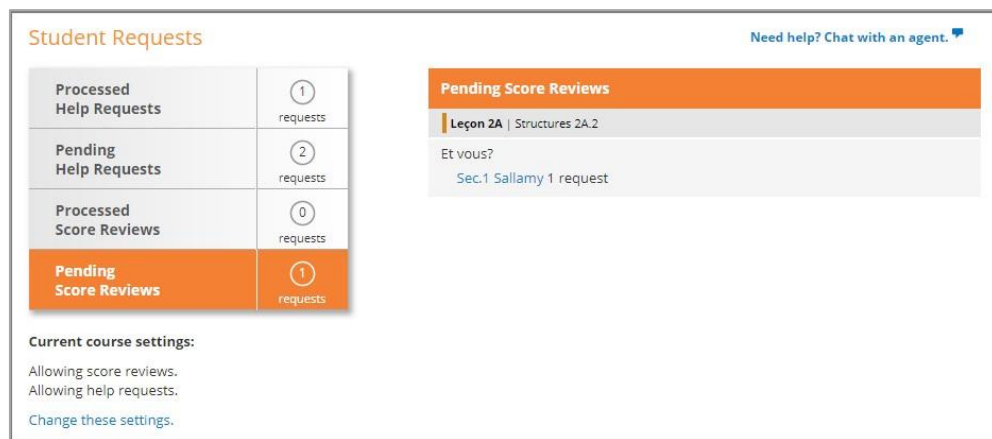 Student Requests
Need help? Chat with an agent.
Processed
Help Requests
1
requests
Pending
Help Requests
2
requests
Processed
Score Reviews
0
requests
Pending
Score Reviews
1
requests
Current course settings:
Allowing score reviews.
Allowing help requests.
Change these settings.
Pending Score Reviews
Leçon 2A | Structures 2A.2
Et vous?
Sec.1 Sallamy 1 request